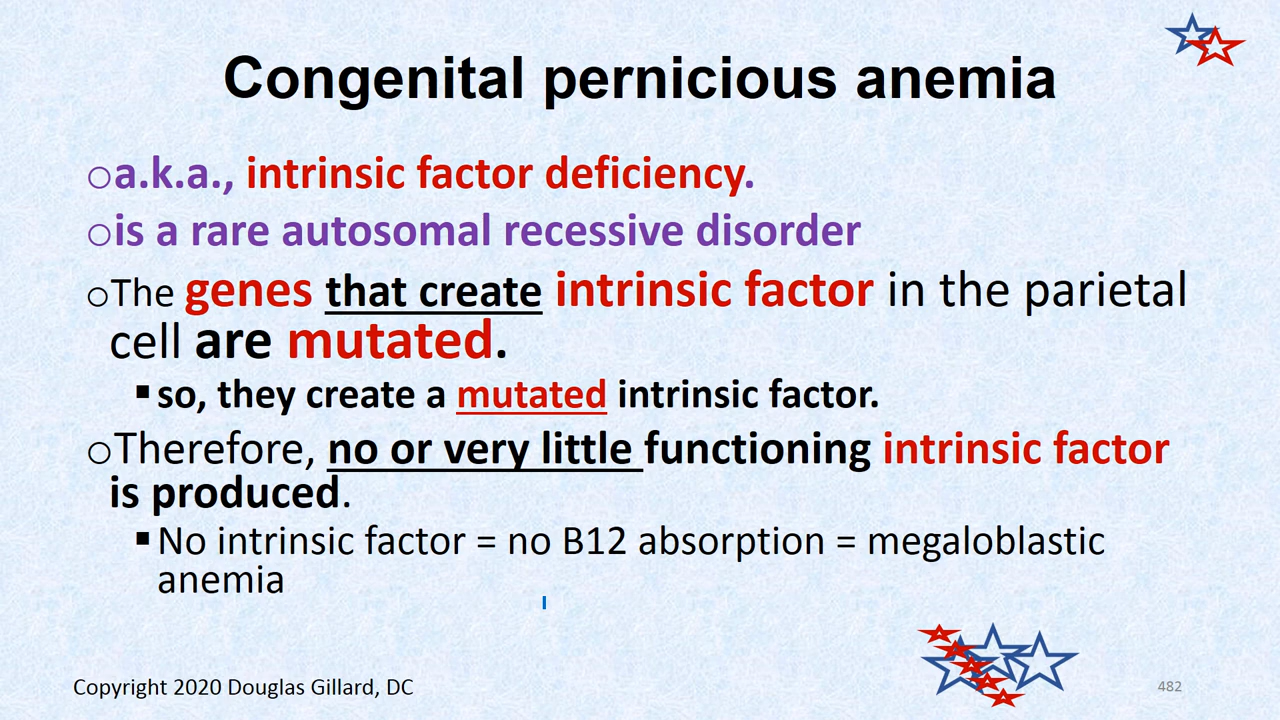 Congenital pernicious anemia
oa.k.a., intrinsic factor deficiency.
ois a rare autosomal recessive disorder
oThe genes that create intrinsic factor in the parietal
cell are mutated.
▪so, they create a mutated intrinsic factor.
oTherefore, no or very little functioning intrinsic factor
is produced.
▪No intrinsic factor = no B12 absorption = megaloblastic
anemia
Copyright 2020 Douglas Gillard, DC
482